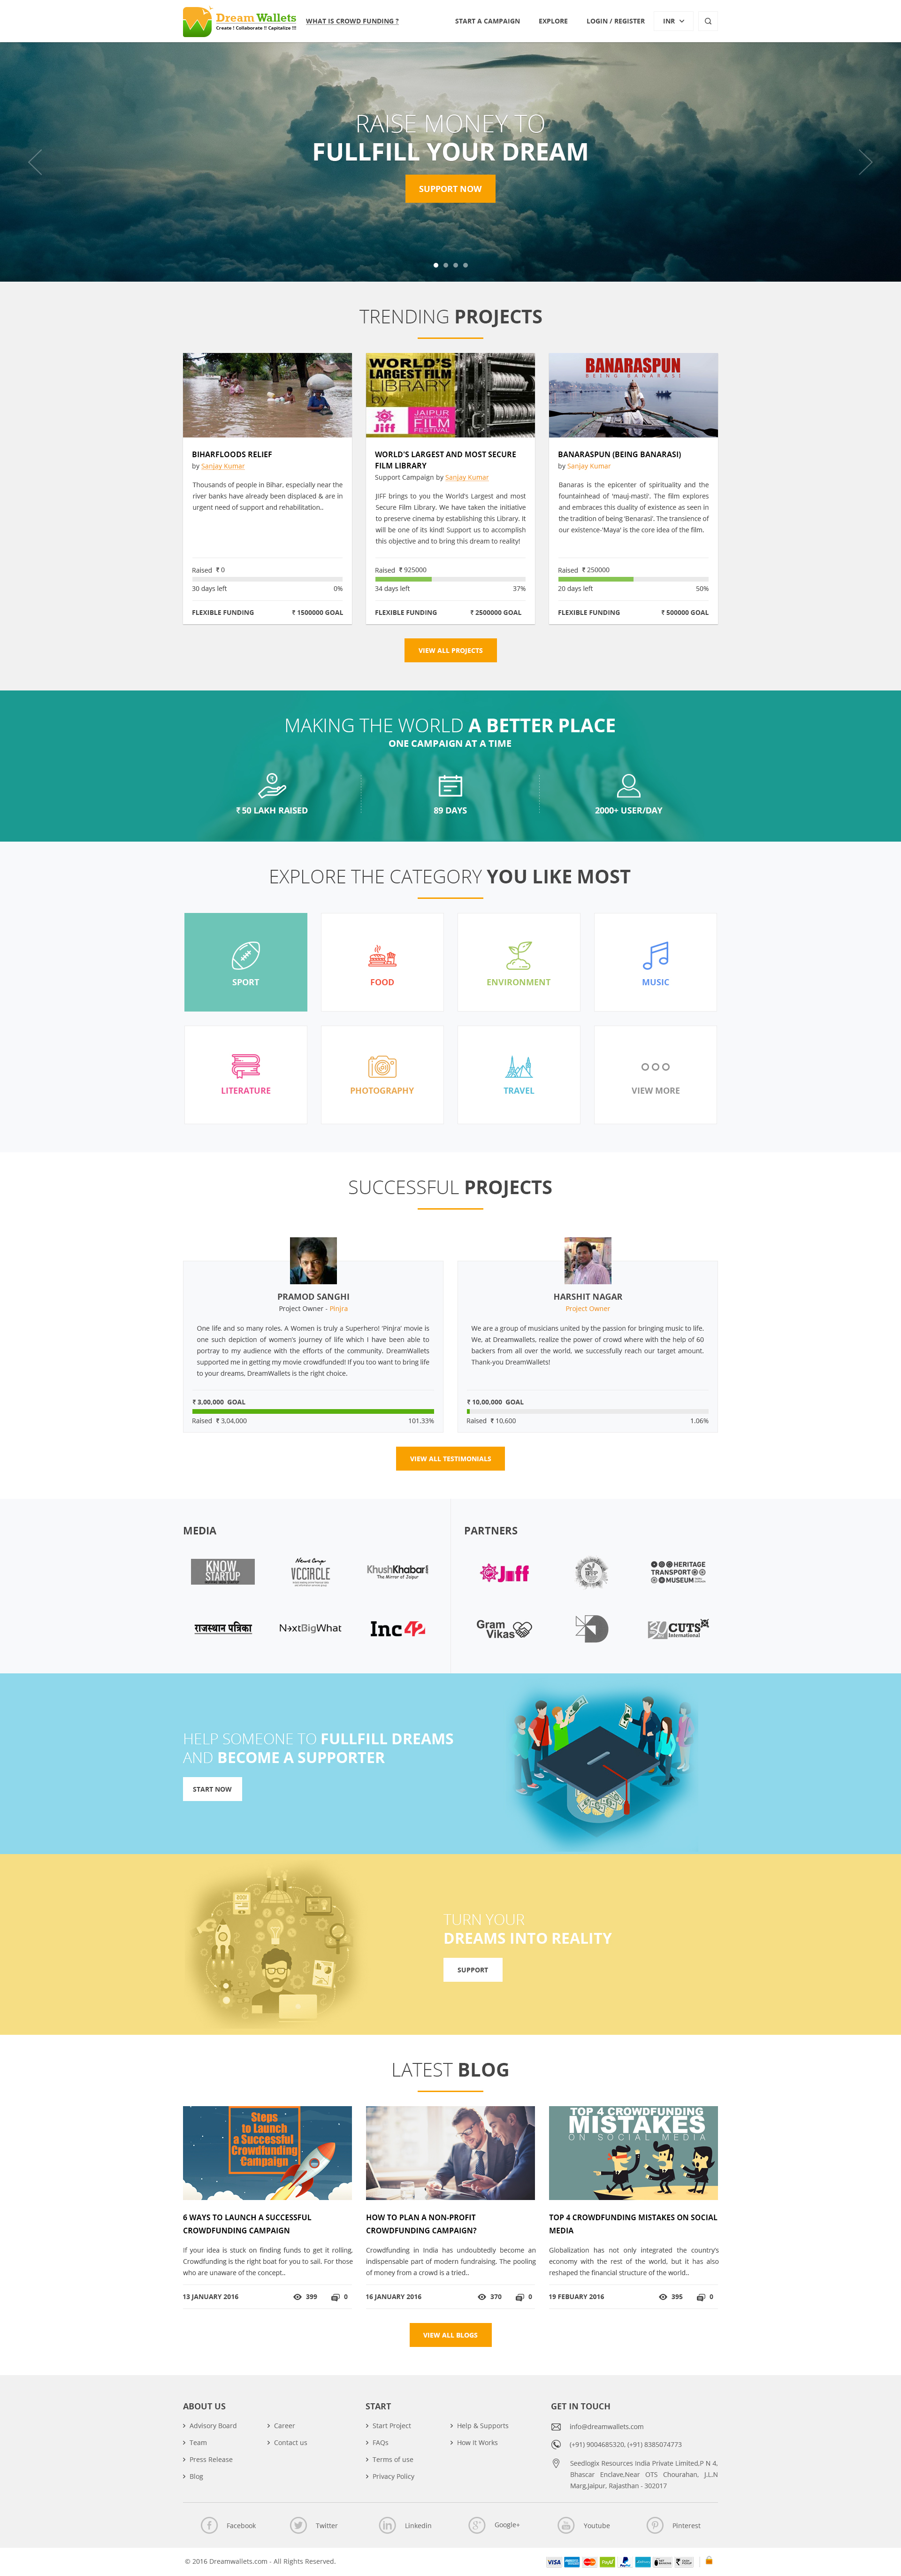 Dream Wallets
Create ! Collaborate !! Capitalize !!!
WHAT IS CROWD FUNDING ?
START A CAMPAIGN
EXPLORE
LOGIN / REGISTER
INR
RAISE MONEY TO
FULLFILL YOUR DREAM
SUPPORT NOW
TRENDING PROJECTS
BIHARFLOODS RELIEF
by Sanjay Kumar
Thousands of people in Bihar, especially near the
river banks have already been displaced & are in
urgent need of support and rehabilitation..
Raised ₹ 0
30 days left 0%
FLEXIBLE FUNDING ₹ 1500000 GOAL
WORLD'S
LARGEST FILM
LIBRARY
by
Jiff
JAIPUR
FILM
FESTIVAL
WORLD'S LARGEST AND MOST SECURE
FILM LIBRARY
Support Campaign by Sanjay Kumar
JIFF brings to you the World's Largest and most
Secure Film Library. We have taken the initiative
to preserve cinema by establishing this Library. It
will be one of its kind! Support us to accomplish
this objective and to bring this dream to reality!
Raised ₹ 925000
34 days left 37%
FLEXIBLE FUNDING ₹ 2500000 GOAL
BANARASPUN
BEING BANARASI
BANARASPUN (BEING BANARASI)
by Sanjay Kumar
Banaras is the epicenter of spirituality and the
fountainhead of 'mauj-masti'. The film explores
and embraces this duality of existence as seen in
the tradition of being 'Benarasi'. The transience of
our existence-'Maya' is the core idea of the film.
Raised ₹ 250000
20 days left 50%
FLEXIBLE FUNDING ₹ 500000 GOAL
VIEW ALL PROJECTS
MAKING THE WORLD A BETTER PLACE
ONE CAMPAIGN AT A TIME
₹ 50 LAKH RAISED
89 DAYS
2000+ USER/DAY
EXPLORE THE CATEGORY YOU LIKE MOST
SPORT
FOOD
ENVIRONMENT
MUSIC
LITERATURE
PHOTOGRAPHY
TRAVEL
VIEW MORE
SUCCESSFUL PROJECTS
PRAMOD SANGHI
Project Owner - Pinjra
One life and so many roles. A Women is truly a Superhero! 'Pinjra' movie is
one such depiction of women's journey of life which I have been able to
portray to my audience with the efforts of the community. DreamWallets
supported me in getting my movie crowdfunded! If you too want to bring life
to your dreams, DreamWallets is the right choice.
₹ 3,00,000 GOAL
Raised ₹ 3,04,000 101.33%
HARSHIT NAGAR
Project Owner
We are a group of musicians united by the passion for bringing music to life.
We, at Dreamwallets, realize the power of crowd where with the help of 60
backers from all over the world, we successfully reach our target amount.
Thank-you DreamWallets!
₹ 10,00,000 GOAL
Raised ₹ 10,600 1.06%
VIEW ALL TESTIMONIALS
MEDIA
KNOW
STARTUP
News Corp
VCCIRCLE
KhushKhabar!
The Mirror of Jaipur
राजस्थान पत्रिका
NextBigWhat
Inc42
PARTNERS
Jiff
HERITAGE
TRANSPORT
MUSEUM
Gram
Vikas
CUTS
International
HELP SOMEONE TO FULLFILL DREAMS
AND BECOME A SUPPORTER
START NOW
TURN YOUR
DREAMS INTO REALITY
SUPPORT
LATEST BLOG
Steps
to Launch
a Successful
Crowdfunding
Campaign
6 WAYS TO LAUNCH A SUCCESSFUL
CROWDFUNDING CAMPAIGN
If your idea is stuck on finding funds to get it rolling,
Crowdfunding is the right boat for you to sail. For those
who are unaware of the concept..
13 JANUARY 2016 399 0
HOW TO PLAN A NON-PROFIT
CROWDFUNDING CAMPAIGN?
Crowdfunding in India has undoubtedly become an
indispensable part of modern fundraising. The pooling
of money from a crowd is a tried..
16 JANUARY 2016 370 0
TOP 4 CROWDFUNDING
MISTAKES
ON SOCIAL MEDIA
TOP 4 CROWDFUNDING MISTAKES ON SOCIAL
MEDIA
Globalization has not only integrated the country's
economy with the rest of the world, but it has also
reshaped the financial structure of the world..
19 FEBUARY 2016 395 0
VIEW ALL BLOGS
ABOUT US
Advisory Board
Career
Team
Contact us
Press Release
Blog
START
Start Project
Help & Supports
FAQs
How It Works
Terms of use
Privacy Policy
GET IN TOUCH
info@dreamwallets.com
(+91) 9004685320, (+91) 8385074773
Seedlogix Resources India Private Limited,P N 4,
Bhascar Enclave,Near OTS Chourahan, J.L.N
Marg,Jaipur, Rajasthan - 302017
Facebook
Twitter
Linkedin
Google+
Youtube
Pinterest
© 2016 Dreamwallets.com - All Rights Reserved.
VISA
PayPal